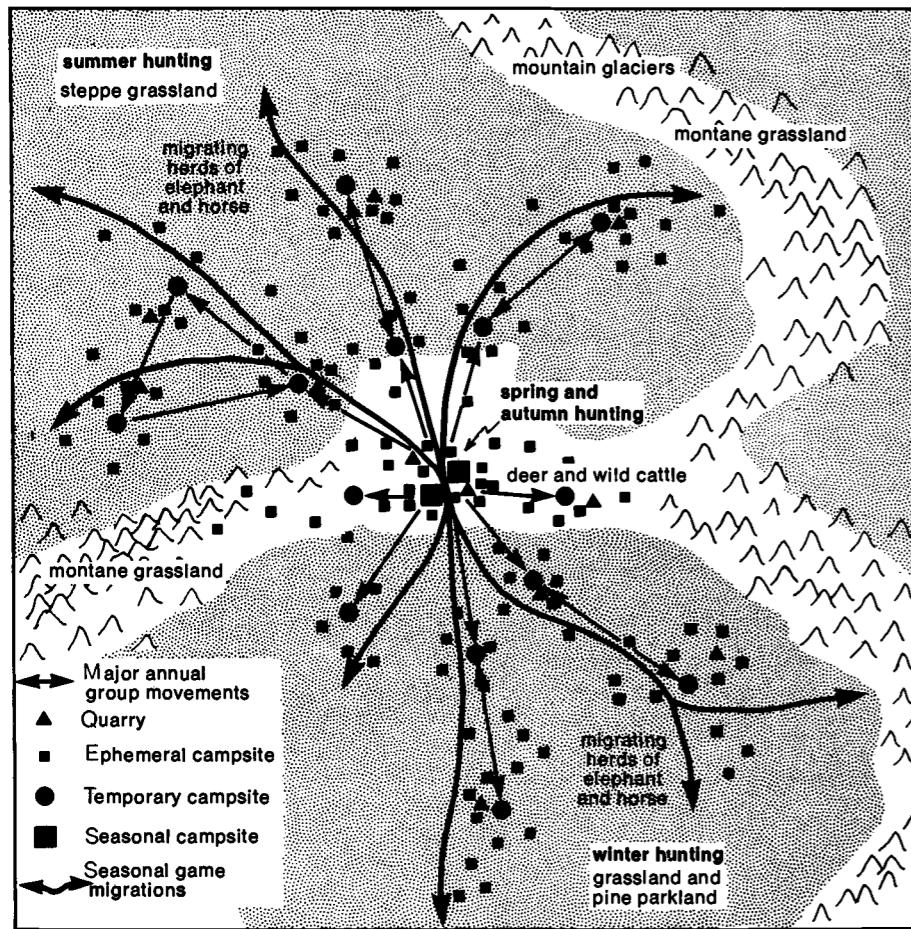 summer hunting
steppe grassland
mountain glaciers
montane grassland
migrating
herds of
elephant
and horse
spring and
autumn hunting
deer and wild cattle
montane grassland
Major annual
group movements
Quarry
Ephemeral campsite
Temporary campsite
Seasonal campsite
Seasonal game
migrations
migrating
herds of
elephant
and horse
winter hunting
grassland and
pine parkland